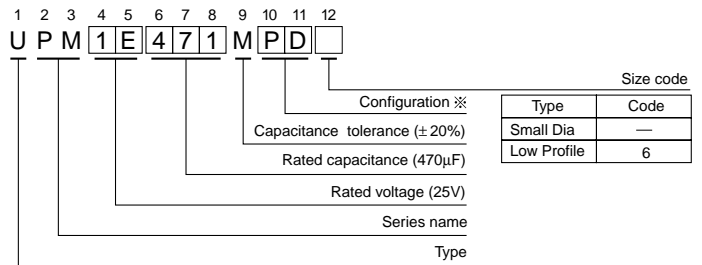 1 2 3 4 5 6 7 8 9 10 11 12
U P M 1 E 4 7 1 M P D
Size code
Configuration ※
Type Code
Capacitance tolerance (±20%)
Small Dia —
Rated capacitance (470µF)
Low Profile 6
Rated voltage (25V)
Series name
Type